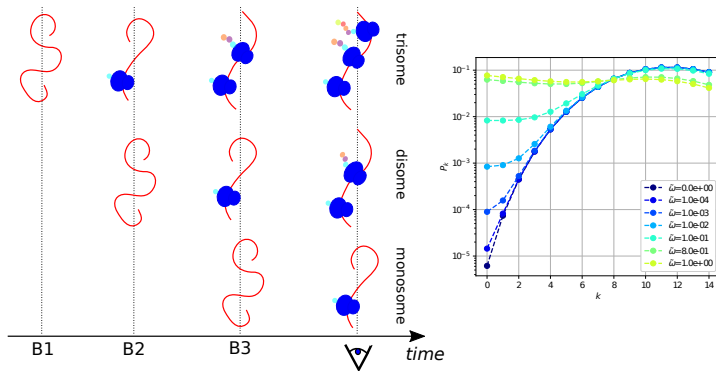 trisome
disome
monosome
B1
B2
B3
time
10⁻¹
10⁻²
10⁻³
10⁻⁴
10⁻⁵
Pₖ
0
2
4
6
8
10
12
14
k
ω̃=0.0e+00
ω̃=1.0e-04
ω̃=1.0e-03
ω̃=1.0e-02
ω̃=1.0e-01
ω̃=8.0e-01
ω̃=1.0e+00